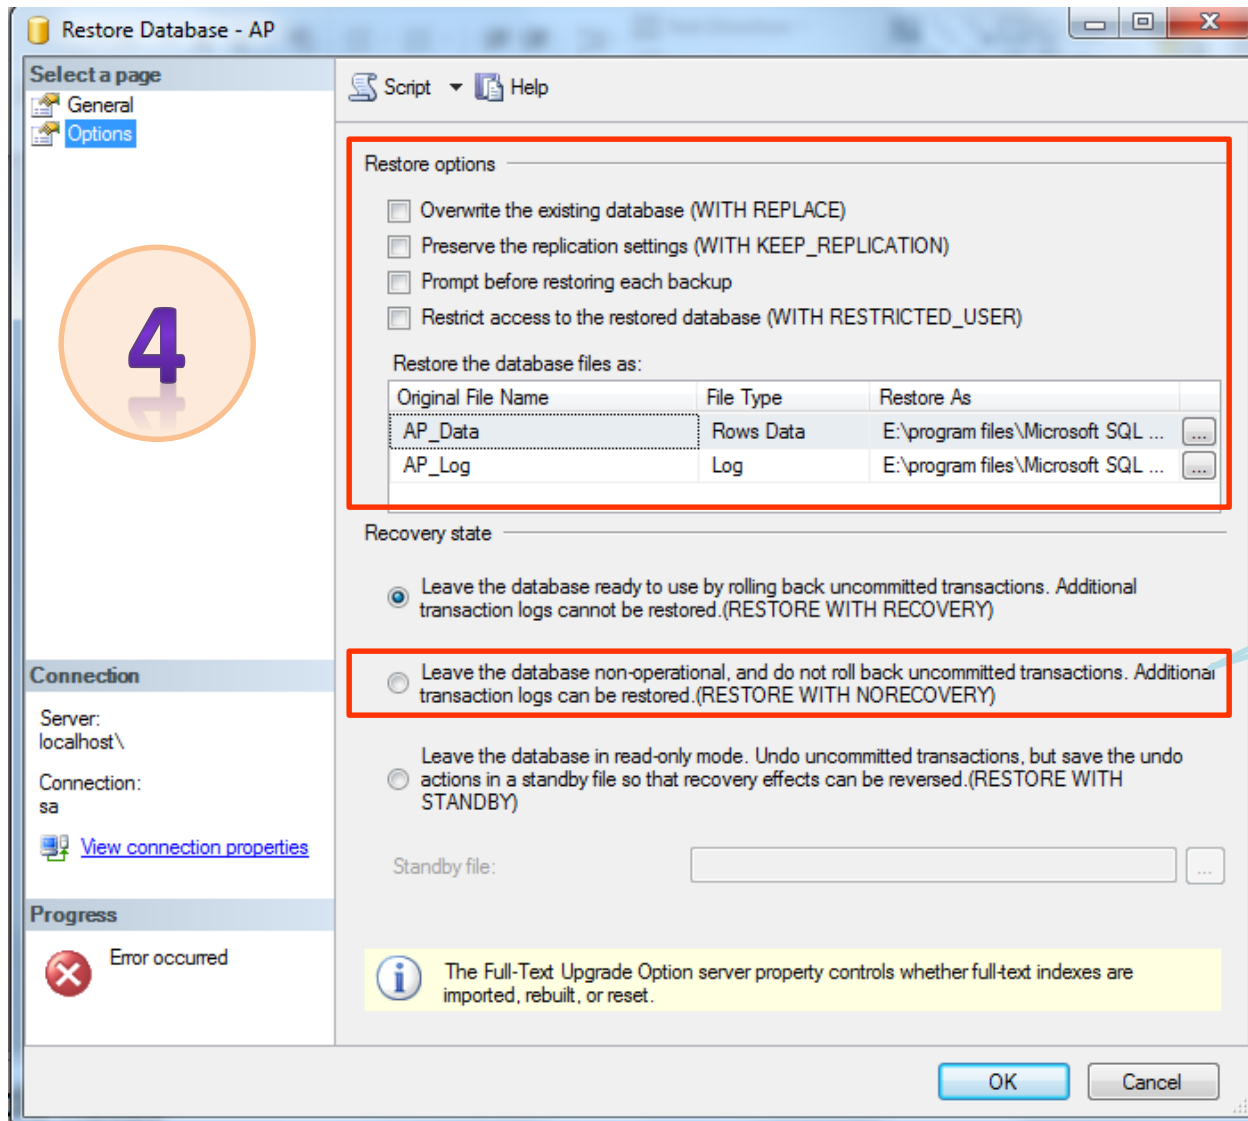 Restore Database - AP
Select a page
General
Options
Script
Help
4
Restore options
Overwrite the existing database (WITH REPLACE)
Preserve the replication settings (WITH KEEP_REPLICATION)
Prompt before restoring each backup
Restrict access to the restored database (WITH RESTRICTED_USER)
Restore the database files as:
Original File Name File Type Restore As
AP_Data Rows Data E:\program files\Microsoft SQL ... ...
AP_Log Log E:\program files\Microsoft SQL ... ...
Recovery state
Leave the database ready to use by rolling back uncommitted transactions. Additional
transaction logs cannot be restored.(RESTORE WITH RECOVERY)
Leave the database non-operational, and do not roll back uncommitted transactions. Additional
transaction logs can be restored.(RESTORE WITH NORECOVERY)
Leave the database in read-only mode. Undo uncommitted transactions, but save the undo
actions in a standby file so that recovery effects can be reversed.(RESTORE WITH
STANDBY)
Standby file:
...
Connection
Server:
localhost\
Connection:
sa
View connection properties
Progress
Error occurred
The Full-Text Upgrade Option server property controls whether full-text indexes are
imported, rebuilt, or reset.
OK
Cancel